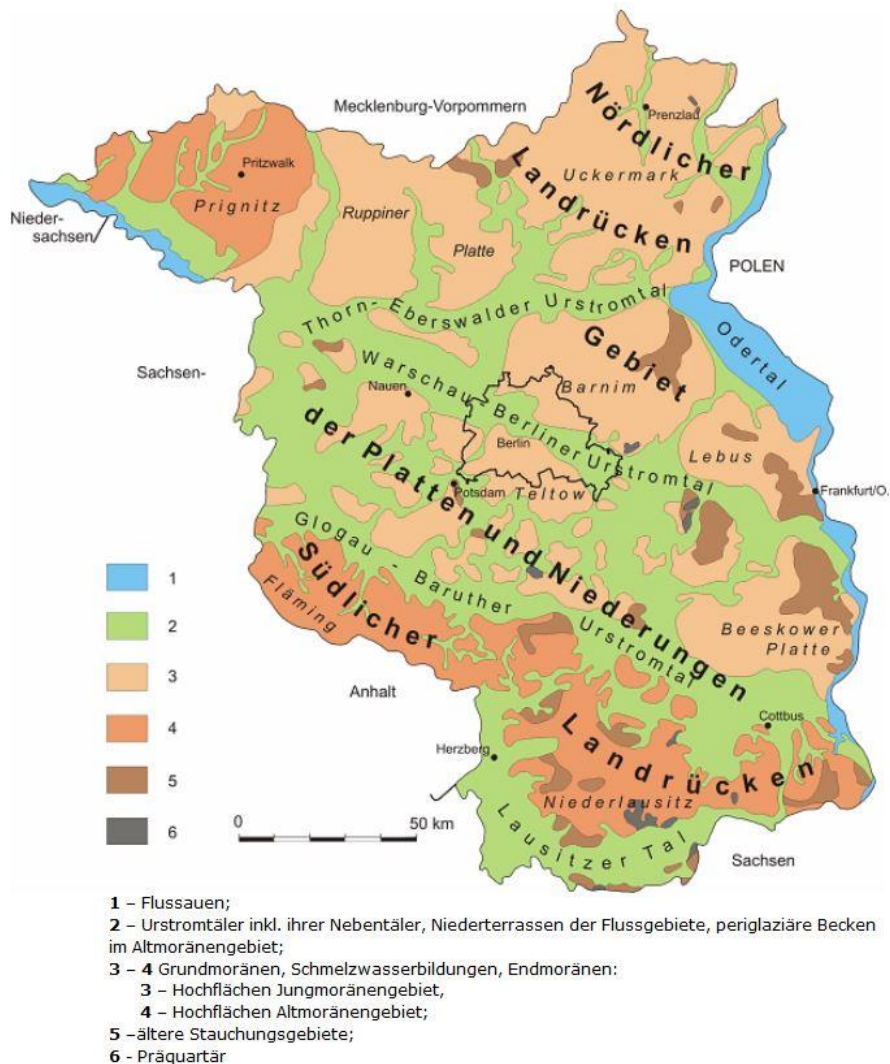 Mecklenburg-Vorpommern
Nördlicher
Prenzlau
Landrücken
Uckermark
Pritzwalk
Prignitz
Ruppiner
Platte
Nieder-
sachsen
POLEN
Thorn- Eberswalder Urstromtal
Odertal
Gebiet
Sachsen-
Warschau - Berliner Urstromtal
Barnim
Nauen
Berlin
Lebus
der Platten und Niederungen
Potsdam
Teltow
Frankfurt/O.
Glogau - Baruther Urstromtal
Südlicher
Fläming
Beeskower
Platte
1
2
3
4
5
6
Anhalt
Cottbus
Herzberg
Landrücken
Niederlausitz
0 50 km
Lausitzer Tal
Sachsen
1 – Flussauen;
2 – Urstromtäler inkl. ihrer Nebentäler, Niederterrassen der Flussgebiete, periglaziäre Becken
im Altmoränengebiet;
3 – 4 Grundmoränen, Schmelzwasserbildungen, Endmoränen:
3 – Hochflächen Jungmoränengebiet,
4 – Hochflächen Altmoränengebiet;
5 –ältere Stauchungsgebiete;
6 - Präquartär